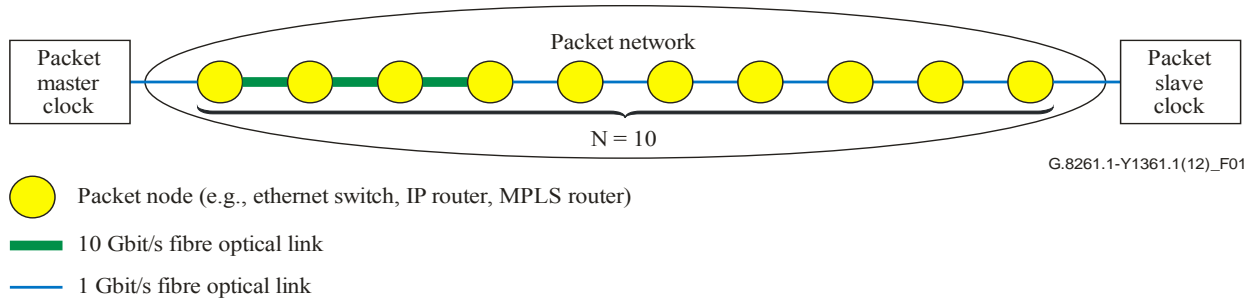 Packet network
Packet
master
clock
Packet
slave
clock
N = 10
G.8261.1-Y1361.1(12)_F01
Packet node (e.g., ethernet switch, IP router, MPLS router)
10 Gbit/s fibre optical link
1 Gbit/s fibre optical link